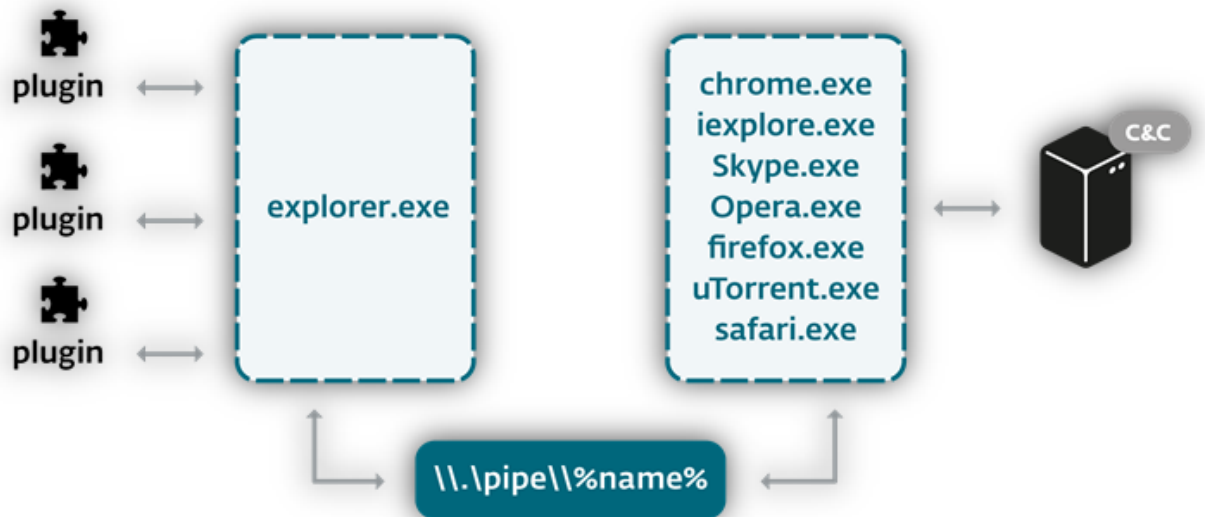 plugin
plugin
plugin
explorer.exe
chrome.exe
iexplore.exe
Skype.exe
Opera.exe
firefox.exe
uTorrent.exe
safari.exe
C&C
\\.\pipe\\%name%